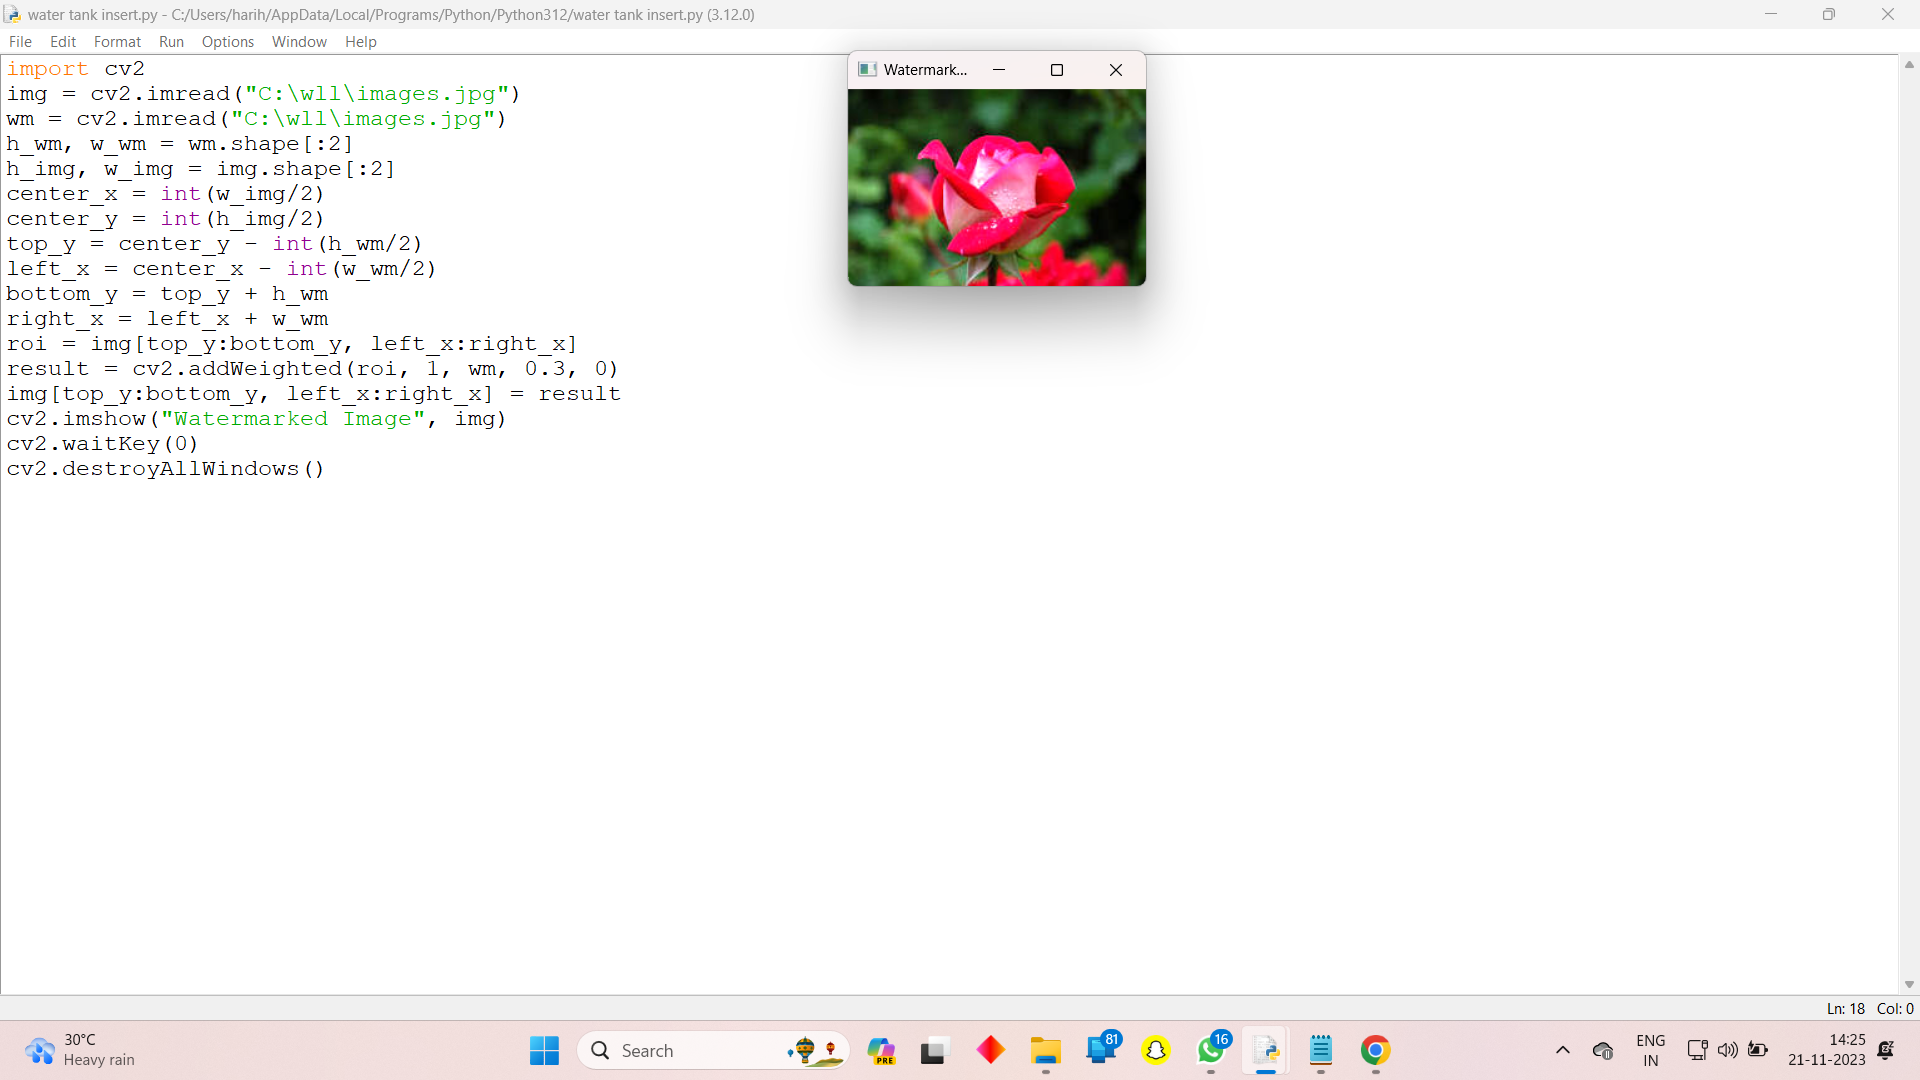 water tank insert.py - C:/Users/harih/AppData/Local/Programs/Python/Python312/water tank insert.py (3.12.0)
File Edit Format Run Options Window Help
import cv2
img = cv2.imread("C:\wll\images.jpg")
wm = cv2.imread("C:\wll\images.jpg")
h_wm, w_wm = wm.shape[:2]
h_img, w_img = img.shape[:2]
center_x = int(w_img/2)
center_y = int(h_img/2)
top_y = center_y - int(h_wm/2)
left_x = center_x - int(w_wm/2)
bottom_y = top_y + h_wm
right_x = left_x + w_wm
roi = img[top_y:bottom_y, left_x:right_x]
result = cv2.addWeighted(roi, 1, wm, 0.3, 0)
img[top_y:bottom_y, left_x:right_x] = result
cv2.imshow("Watermarked Image", img)
cv2.waitKey(0)
cv2.destroyAllWindows()
Watermark...
Ln: 18 Col: 0
30°C
Heavy rain
Search
PRE
81
16
ENG
IN
14:25
21-11-2023